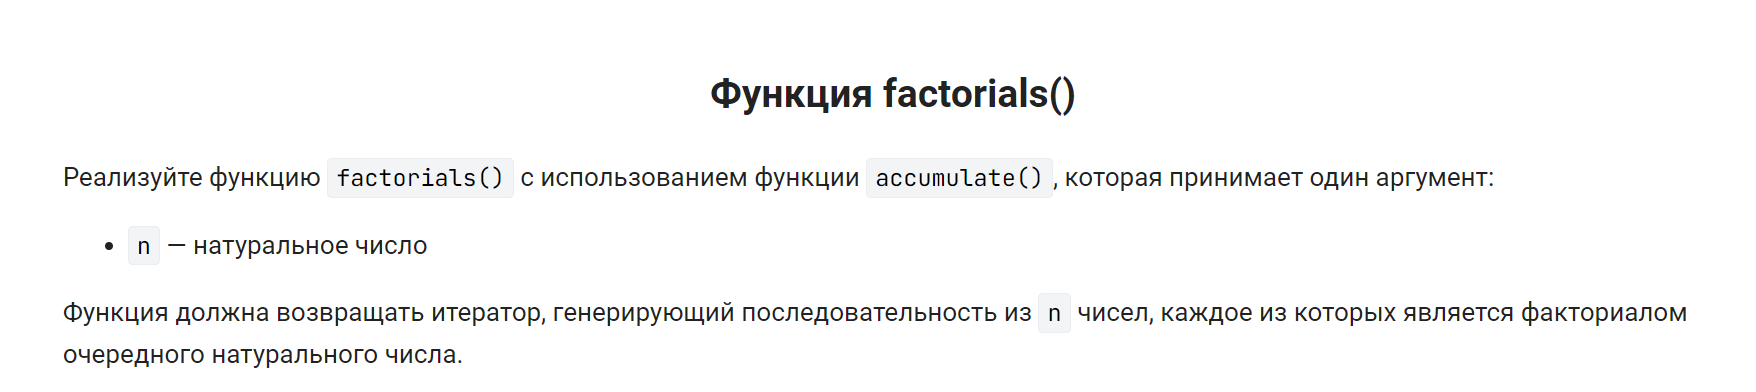 Функция factorials()
Реализуйте функцию factorials() с использованием функции accumulate(), которая принимает один аргумент:
• n — натуральное число
Функция должна возвращать итератор, генерирующий последовательность из n чисел, каждое из которых является факториалом
очередного натурального числа.